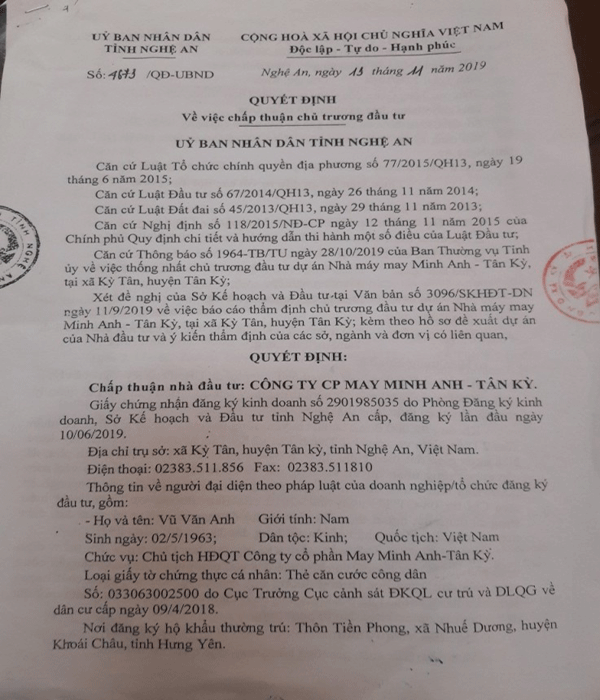 UỶ BAN NHÂN DÂN
TỈNH NGHỆ AN
CỘNG HOÀ XÃ HỘI CHỦ NGHĨA VIỆT NAM
Độc lập - Tự do - Hạnh phúc
Số: 4673 /QĐ-UBND
Nghệ An, ngày 13 tháng 11 năm 2019
QUYẾT ĐỊNH
Về việc chấp thuận chủ trương đầu tư
UỶ BAN NHÂN DÂN TỈNH NGHỆ AN
Căn cứ Luật Tổ chức chính quyền địa phương số 77/2015/QH13, ngày 19
tháng 6 năm 2015;
Căn cứ Luật Đầu tư số 67/2014/QH13, ngày 26 tháng 11 năm 2014;
Căn cứ Luật Đất đai số 45/2013/QH13, ngày 29 tháng 11 năm 2013;
Căn cứ Nghị định số 118/2015/NĐ-CP ngày 12 tháng 11 năm 2015 của
Chính phủ Quy định chi tiết và hướng dẫn thi hành một số điều của Luật Đầu tư;
Căn cứ Thông báo số 1964-TB/TU ngày 28/10/2019 của Ban Thường vụ Tỉnh
ủy về việc thống nhất chủ trương đầu tư dự án Nhà máy may Minh Anh - Tân Kỳ,
tại xã Kỳ Tân, huyện Tân Kỳ;
Xét đề nghị của Sở Kế hoạch và Đầu tư tại Văn bản số 3096/SKHĐT-DN
ngày 11/9/2019 về việc báo cáo thẩm định chủ trương đầu tư dự án Nhà máy may
Minh Anh - Tân Kỳ, tại xã Kỳ Tân, huyện Tân Kỳ; kèm theo hồ sơ đề xuất dự án
của Nhà đầu tư và ý kiến thẩm định của các sở, ngành và đơn vị có liên quan,
QUYẾT ĐỊNH:
Chấp thuận nhà đầu tư: CÔNG TY CP MAY MINH ANH - TÂN KỲ.
Giấy chứng nhận đăng ký kinh doanh số 2901985035 do Phòng Đăng ký kinh
doanh, Sở Kế hoạch và Đầu tư tỉnh Nghệ An cấp, đăng ký lần đầu ngày
10/06/2019.
Địa chỉ trụ sở: xã Kỳ Tân, huyện Tân kỳ, tỉnh Nghệ An, Việt Nam.
Điện thoại: 02383.511.856 Fax: 02383.511810
Thông tin về người đại diện theo pháp luật của doanh nghiệp/tổ chức đăng ký
đầu tư, gồm:
- Họ và tên: Vũ Văn Anh Giới tính: Nam
Sinh ngày: 02/5/1963; Dân tộc: Kinh; Quốc tịch: Việt Nam
Chức vụ: Chủ tịch HĐQT Công ty cổ phần May Minh Anh-Tân Kỳ.
Loại giấy tờ chứng thực cá nhân: Thẻ căn cước công dân
Số: 033063002500 do Cục Trưởng Cục cảnh sát ĐKQL cư trú và DLQG về
dân cư cấp ngày 09/4/2018.
Nơi đăng ký hộ khẩu thường trú: Thôn Tiền Phong, xã Nhuế Dương, huyện
Khoái Châu, tỉnh Hưng Yên.